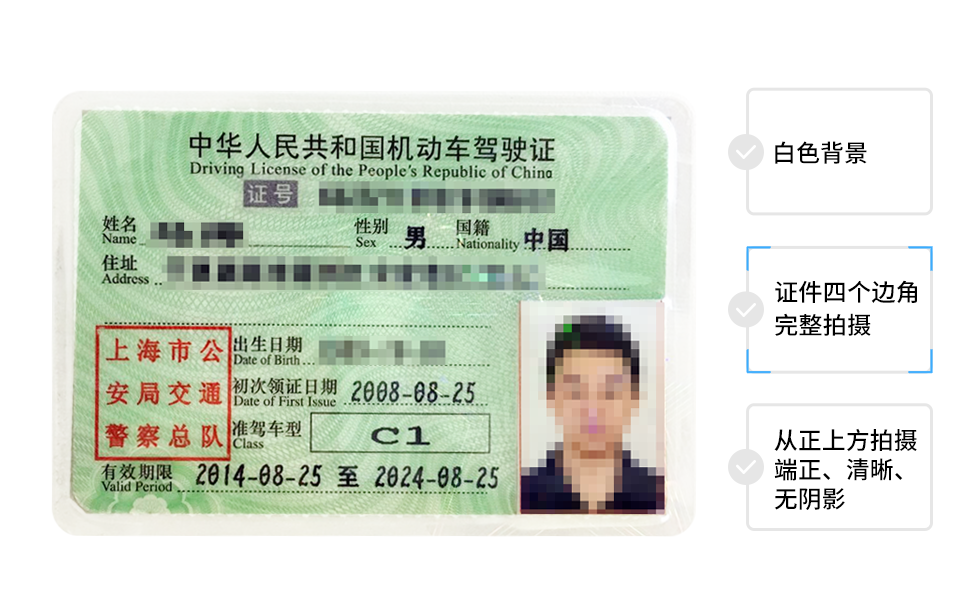 中华人民共和国机动车驾驶证
Driving License of the People's Republic of China
证号
姓名 性别 男 国籍 中国
Name Sex Nationality
住址
Address
上海市公
安局交通
警察总队
出生日期
Date of Birth
初次领证日期 2008-08-25
Date of First Issue
准驾车型 C1
Class
有效期限 2014-08-25 至 2024-08-25
Valid Period
白色背景
证件四个边角
完整拍摄
从正上方拍摄
端正、清晰、
无阴影